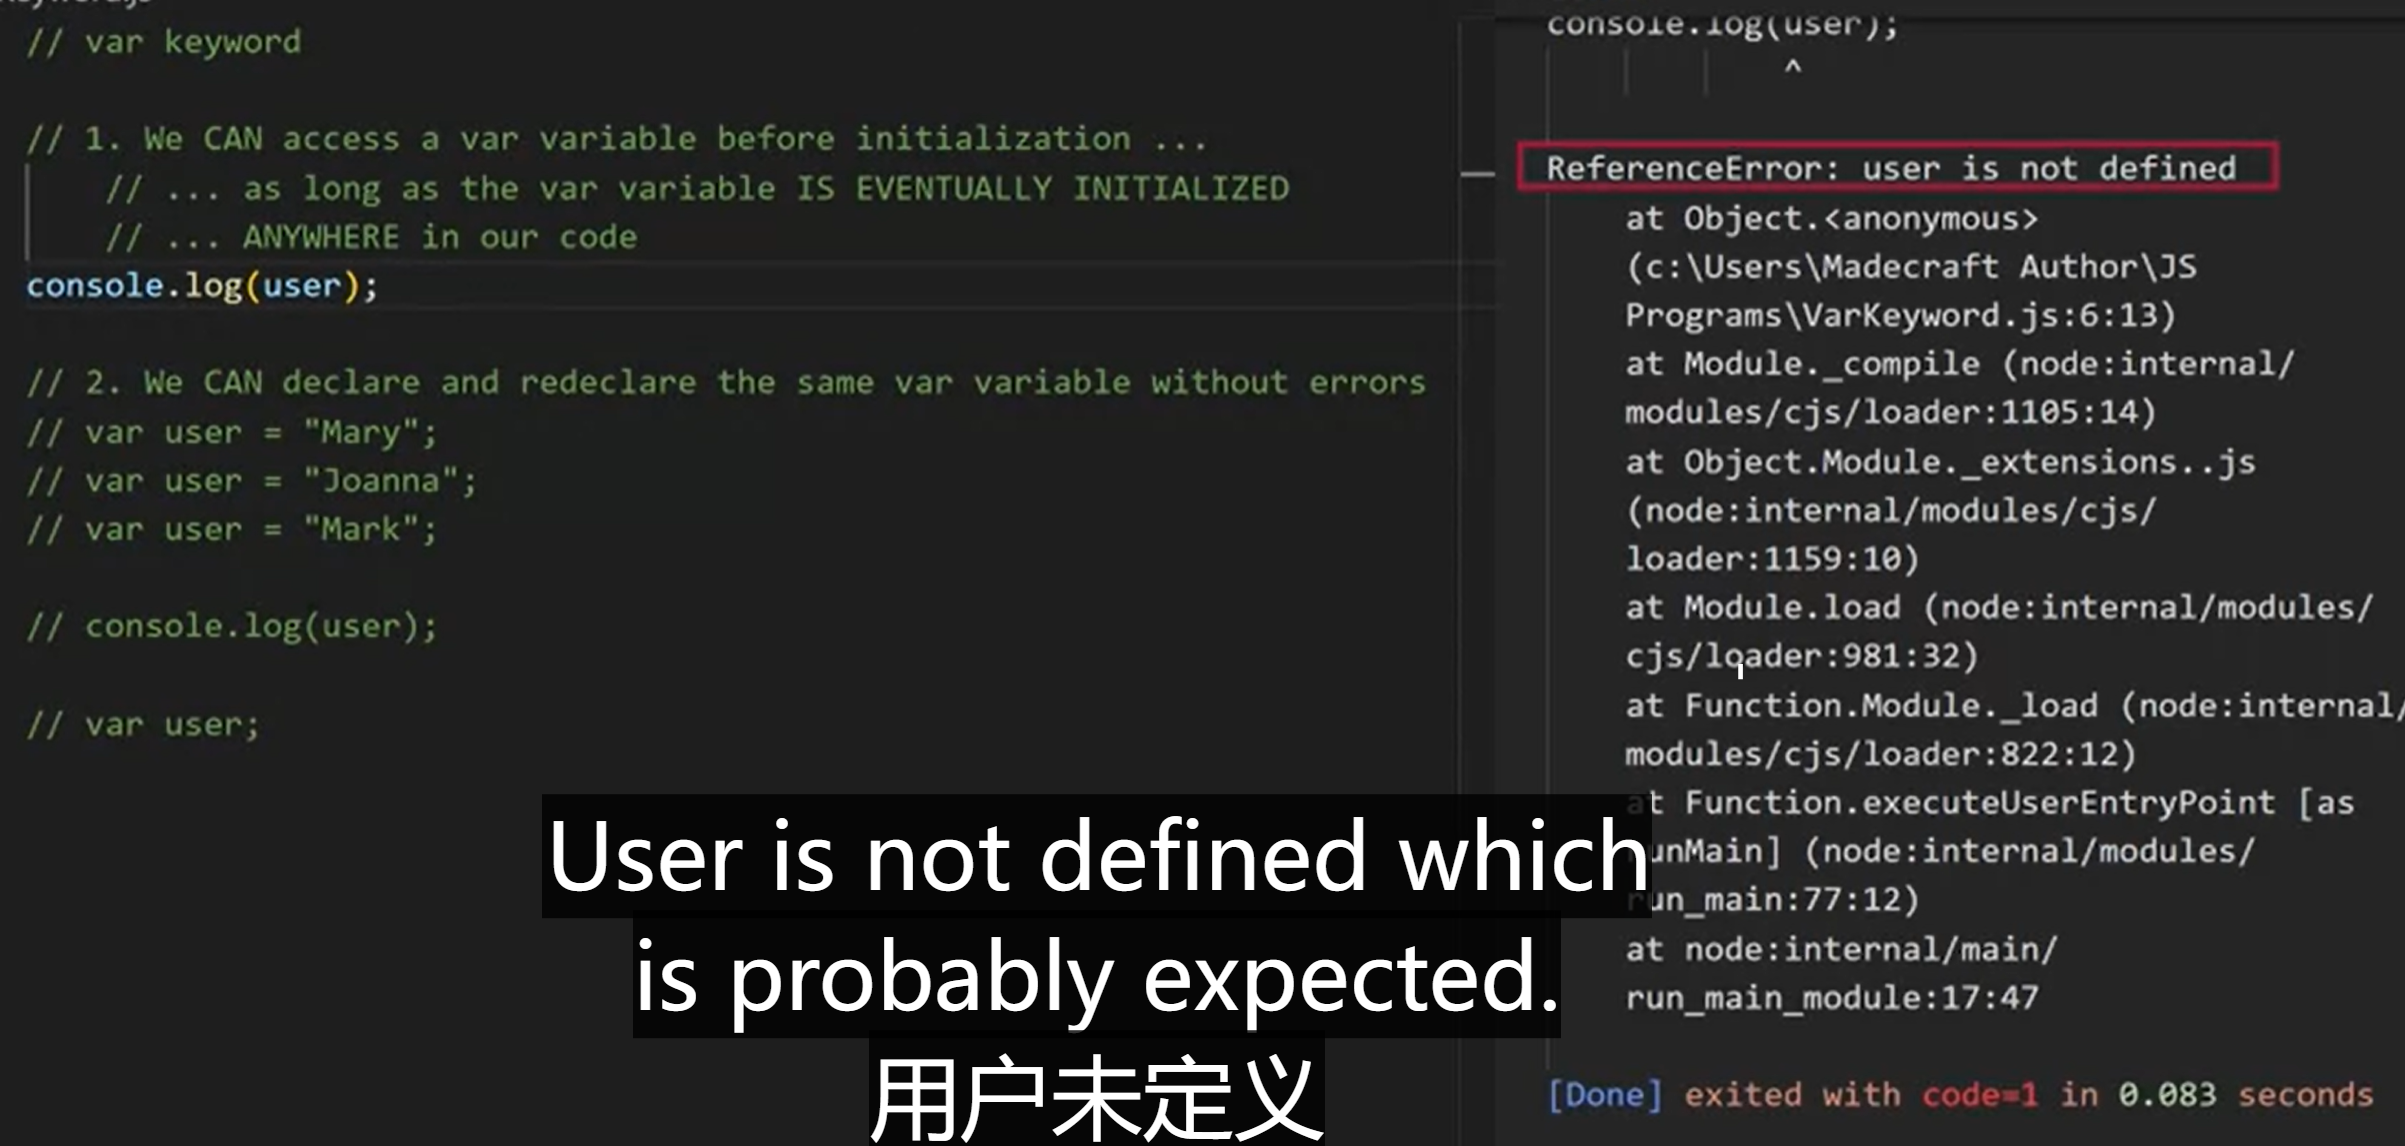 // var keyword
// 1. We CAN access a var variable before initialization ...
// ... as long as the var variable IS EVENTUALLY INITIALIZED
// ... ANYWHERE in our code
console.log(user);
// 2. We CAN declare and redeclare the same var variable without errors
// var user = "Mary";
// var user = "Joanna";
// var user = "Mark";
// console.log(user);
// var user;
console.log(user);
^
ReferenceError: user is not defined
at Object.<anonymous>
(c:\Users\Madecraft Author\JS
Programs\VarKeyword.js:6:13)
at Module._compile (node:internal/
modules/cjs/loader:1105:14)
at Object.Module._extensions..js
(node:internal/modules/cjs/
loader:1159:10)
at Module.load (node:internal/modules/
cjs/loader:981:32)
at Function.Module._load (node:internal/
modules/cjs/loader:822:12)
at Function.executeUserEntryPoint [as
runMain] (node:internal/modules/
run_main:77:12)
at node:internal/main/
run_main_module:17:47
[Done] exited with code=1 in 0.083 seconds
User is not defined which
is probably expected.
用户未定义